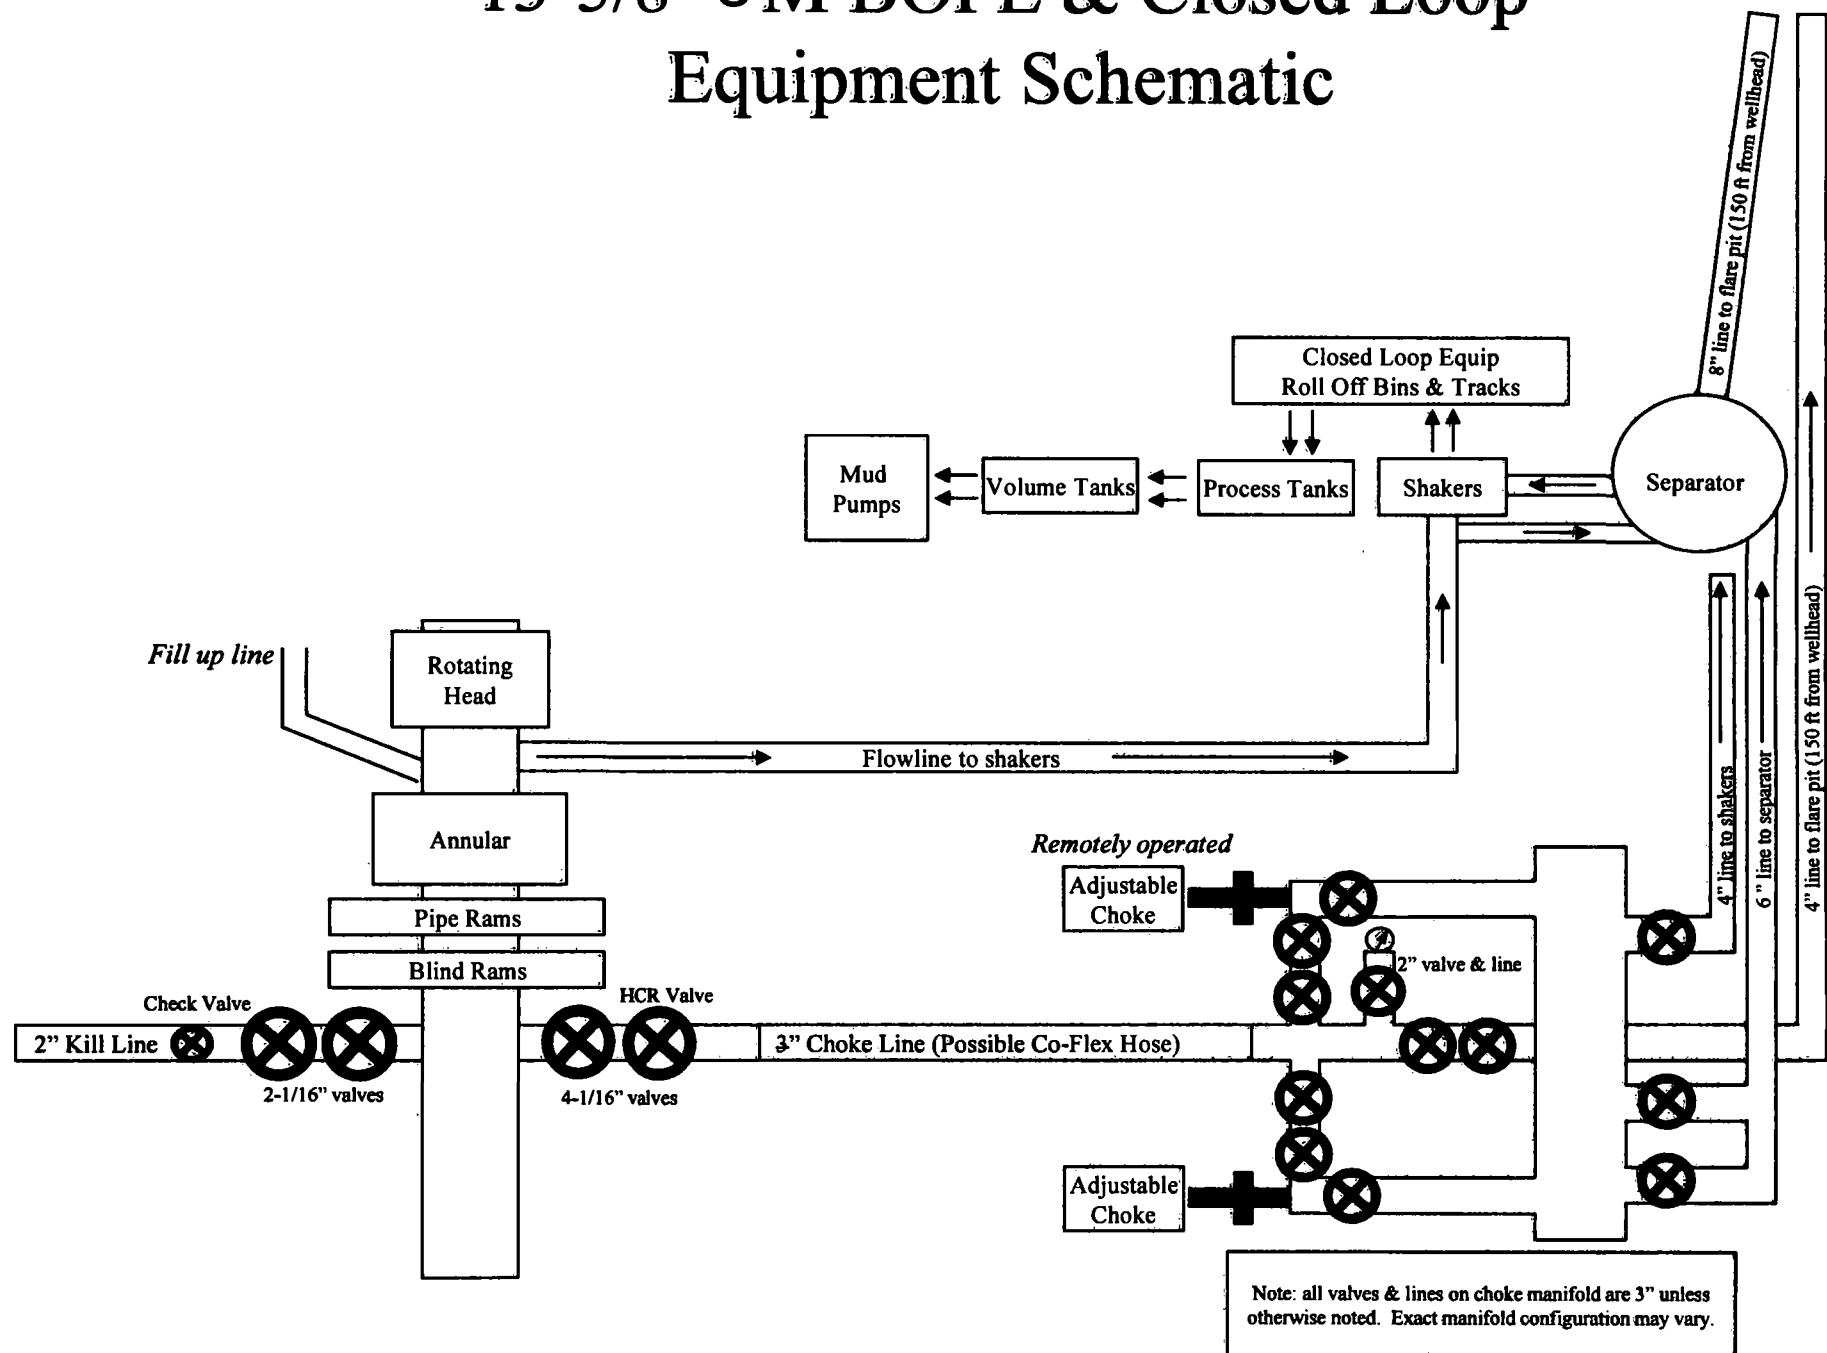 BOPE & Closed Loop
Equipment Schematic
8” line to flare pit (150 ft from wellhead)
Closed Loop Equip
Roll Off Bins & Tracks
Mud
Pumps
Volume Tanks
Process Tanks
Shakers
Separator
Fill up line
Rotating
Head
Flowline to shakers
Annular
Pipe Rams
Blind Rams
Remotely operated
Adjustable
Choke
2” valve & line
4” line to shakers
6” line to separator
4” line to flare pit (150 ft from wellhead)
Check Valve
HCR Valve
2” Kill Line
3” Choke Line (Possible Co-Flex Hose)
2-1/16” valves
4-1/16” valves
Adjustable
Choke
Note: all valves & lines on choke manifold are 3” unless
otherwise noted. Exact manifold configuration may vary.